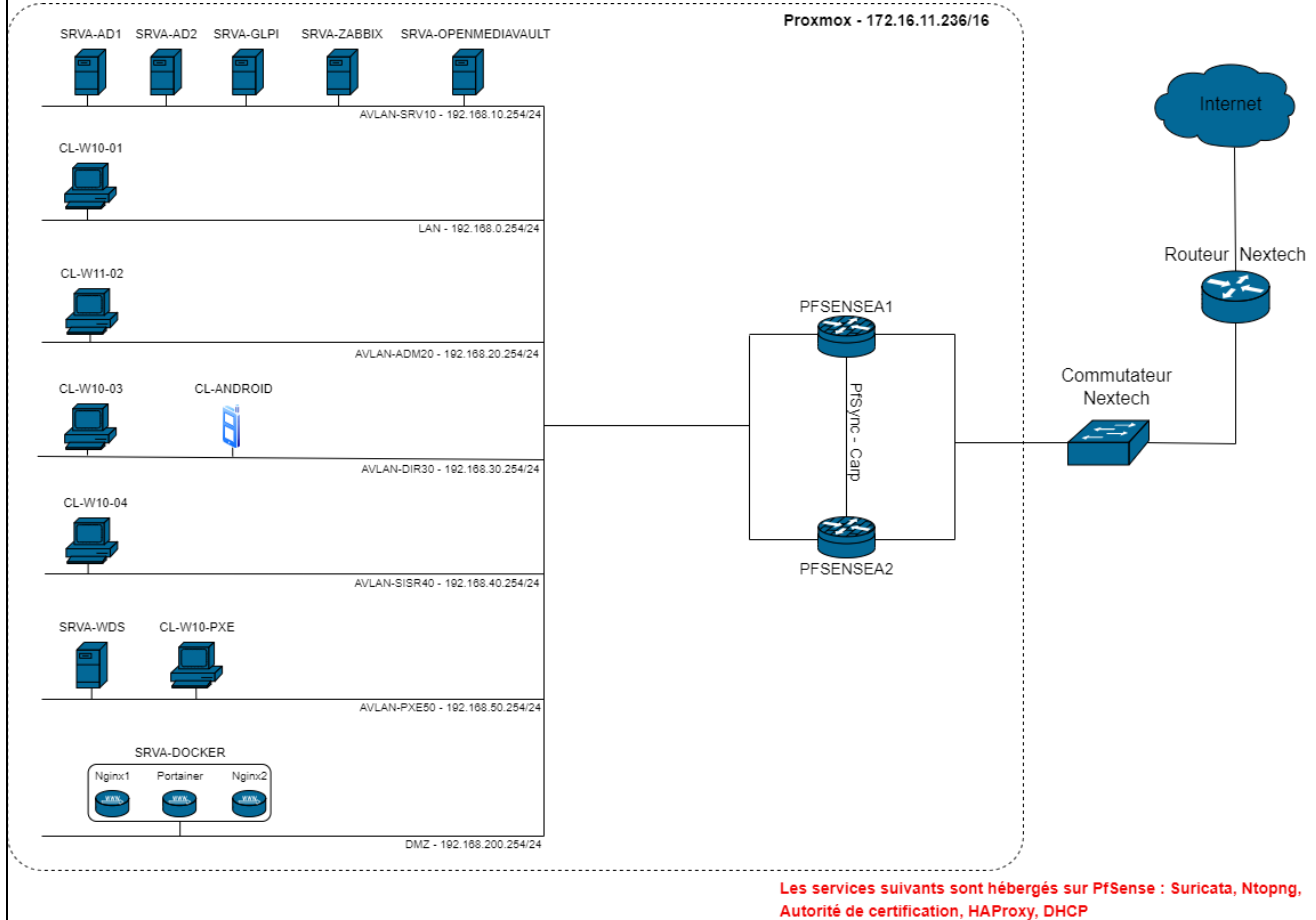 Proxmox - 172.16.11.236/16
SRVA-AD1
SRVA-AD2
SRVA-GLPI
SRVA-ZABBIX
SRVA-OPENMEDIAVAULT
AVLAN-SRV10 - 192.168.10.254/24
CL-W10-01
LAN - 192.168.0.254/24
CL-W11-02
AVLAN-ADM20 - 192.168.20.254/24
CL-W10-03
CL-ANDROID
AVLAN-DIR30 - 192.168.30.254/24
CL-W10-04
AVLAN-SISR40 - 192.168.40.254/24
SRVA-WDS
CL-W10-PXE
AVLAN-PXE50 - 192.168.50.254/24
SRVA-DOCKER
Nginx1
Portainer
Nginx2
WWW
WWW
WWW
DMZ - 192.168.200.254/24
PFSENSEA1
PfSync - Carp
PFSENSEA2
Internet
Routeur Nextech
Commutateur
Nextech
Les services suivants sont hébergés sur PfSense : Suricata, Ntopng,
Autorité de certification, HAProxy, DHCP